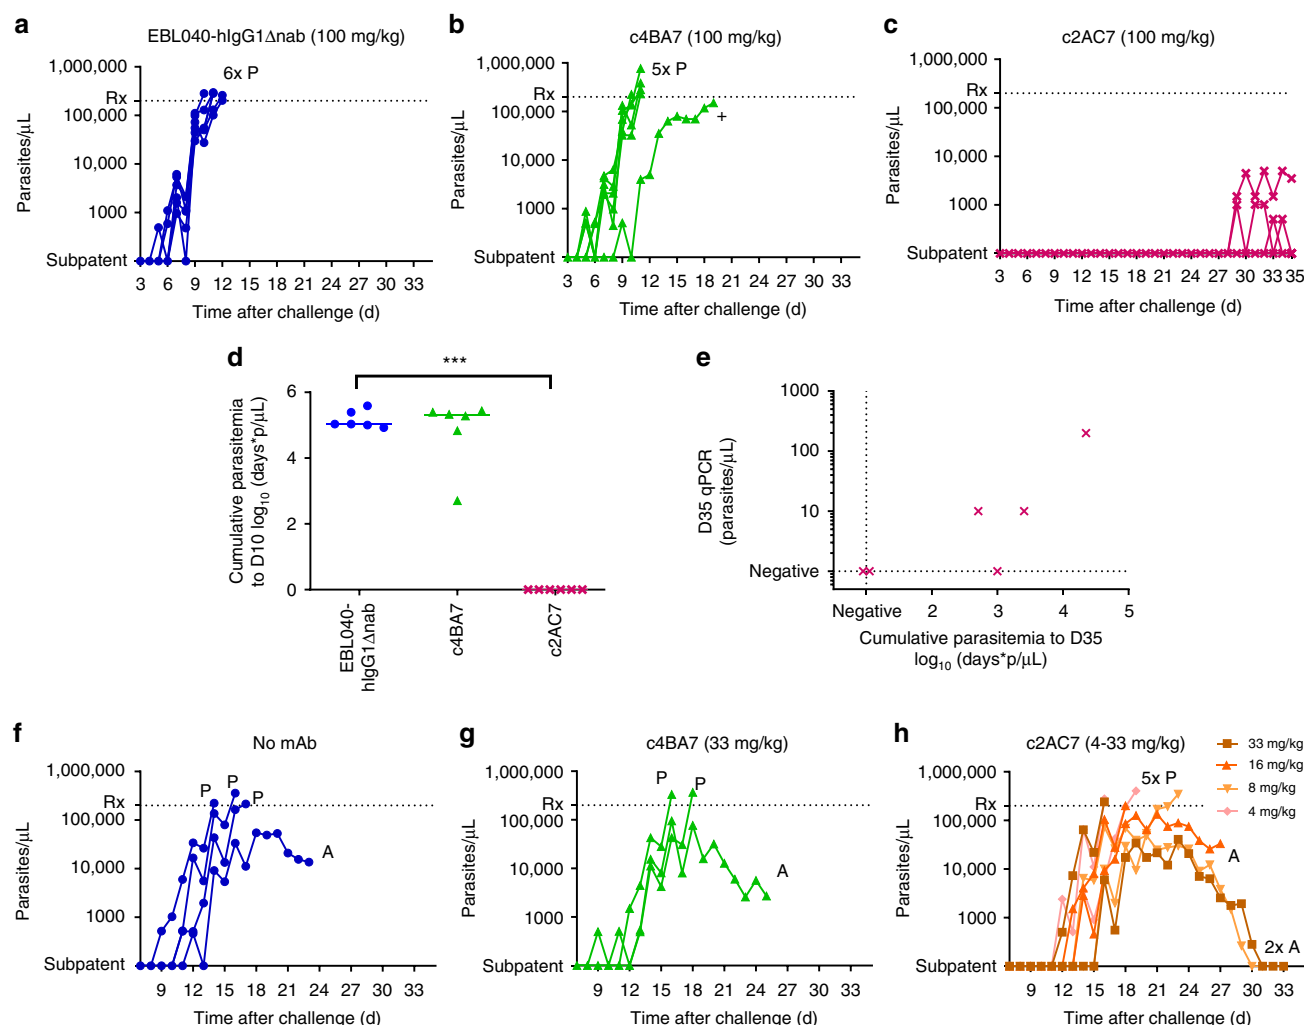 a
EBL040-hIgG1Δnab (100 mg/kg)
1,000,000
Rx
100,000
10,000
1000
Subpatent
Parasites/μL
6x P
3 6 9 12 15 18 21 24 27 30 33
Time after challenge (d)
b
c4BA7 (100 mg/kg)
1,000,000
Rx
100,000
10,000
1000
Subpatent
Parasites/μL
5x P
+
3 6 9 12 15 18 21 24 27 30 33
Time after challenge (d)
c
c2AC7 (100 mg/kg)
1,000,000
Rx
100,000
10,000
1000
Subpatent
Parasites/μL
3 6 9 12 15 18 21 24 27 30 33 35
Time after challenge (d)
d
***
6
4
2
0
Cumulative parasitemia
to D10 log10 (days*p/μL)
EBL040-
hIgG1Δnab
c4BA7
c2AC7
e
1000
100
10
Negative
D35 qPCR
(parasites/μL)
Negative 2 3 4 5
Cumulative parasitemia to D35
log10 (days*p/μL)
f
No mAb
1,000,000
Rx
100,000
10,000
1000
Subpatent
Parasites/μL
P P P
A
9 12 15 18 21 24 27 30 33
Time after challenge (d)
g
c4BA7 (33 mg/kg)
1,000,000
Rx
100,000
10,000
1000
Subpatent
Parasites/μL
P P
A
9 12 15 18 21 24 27 30 33
Time after challenge (d)
h
c2AC7 (4-33 mg/kg)
33 mg/kg
16 mg/kg
8 mg/kg
4 mg/kg
1,000,000
Rx
100,000
10,000
1000
Subpatent
Parasites/μL
5x P
A
2x A
9 12 15 18 21 24 27 30 33
Time after challenge (d)